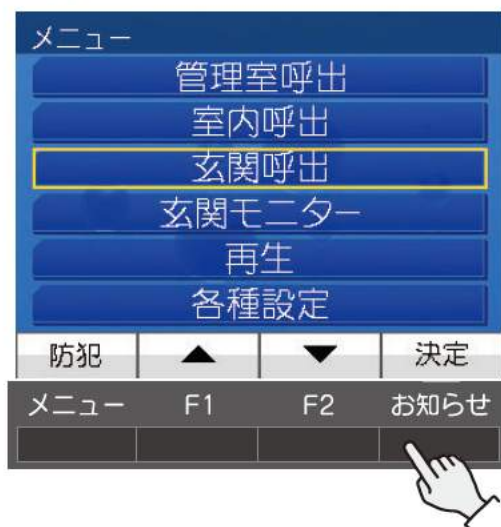 メニュー
管理室呼出
室内呼出
玄関呼出
玄関モニター
再生
各種設定
防犯 ▲ ▼ 決定
メニュー F1 F2 お知らせ